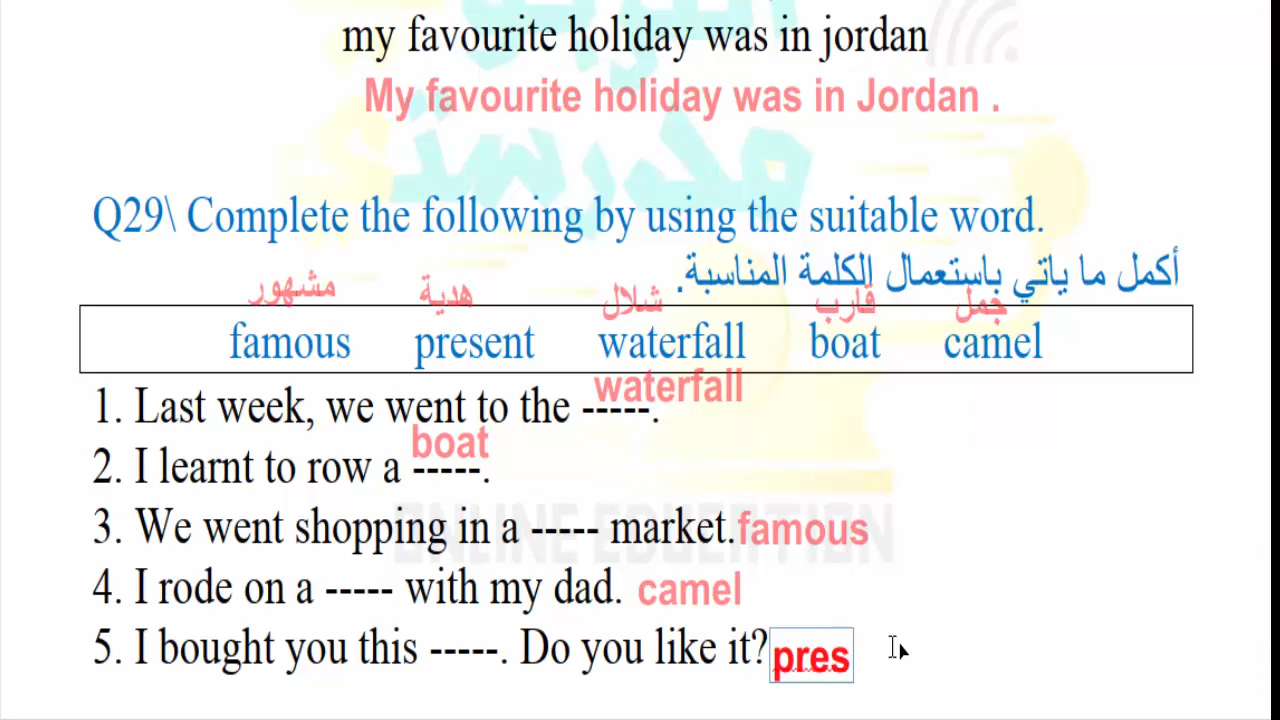 my favourite holiday was in jordan
My favourite holiday was in Jordan .
Q29\ Complete the following by using the suitable word.
أكمل ما ياتي باستعمال الكلمة المناسبة.
مشهور هدية شلال قارب جمل
famous present waterfall boat camel
waterfall
1. Last week, we went to the -----.
boat
2. I learnt to row a -----.
3. We went shopping in a ----- market. famous
4. I rode on a ----- with my dad. camel
5. I bought you this -----. Do you like it? pres
ONLINE EDUCATION